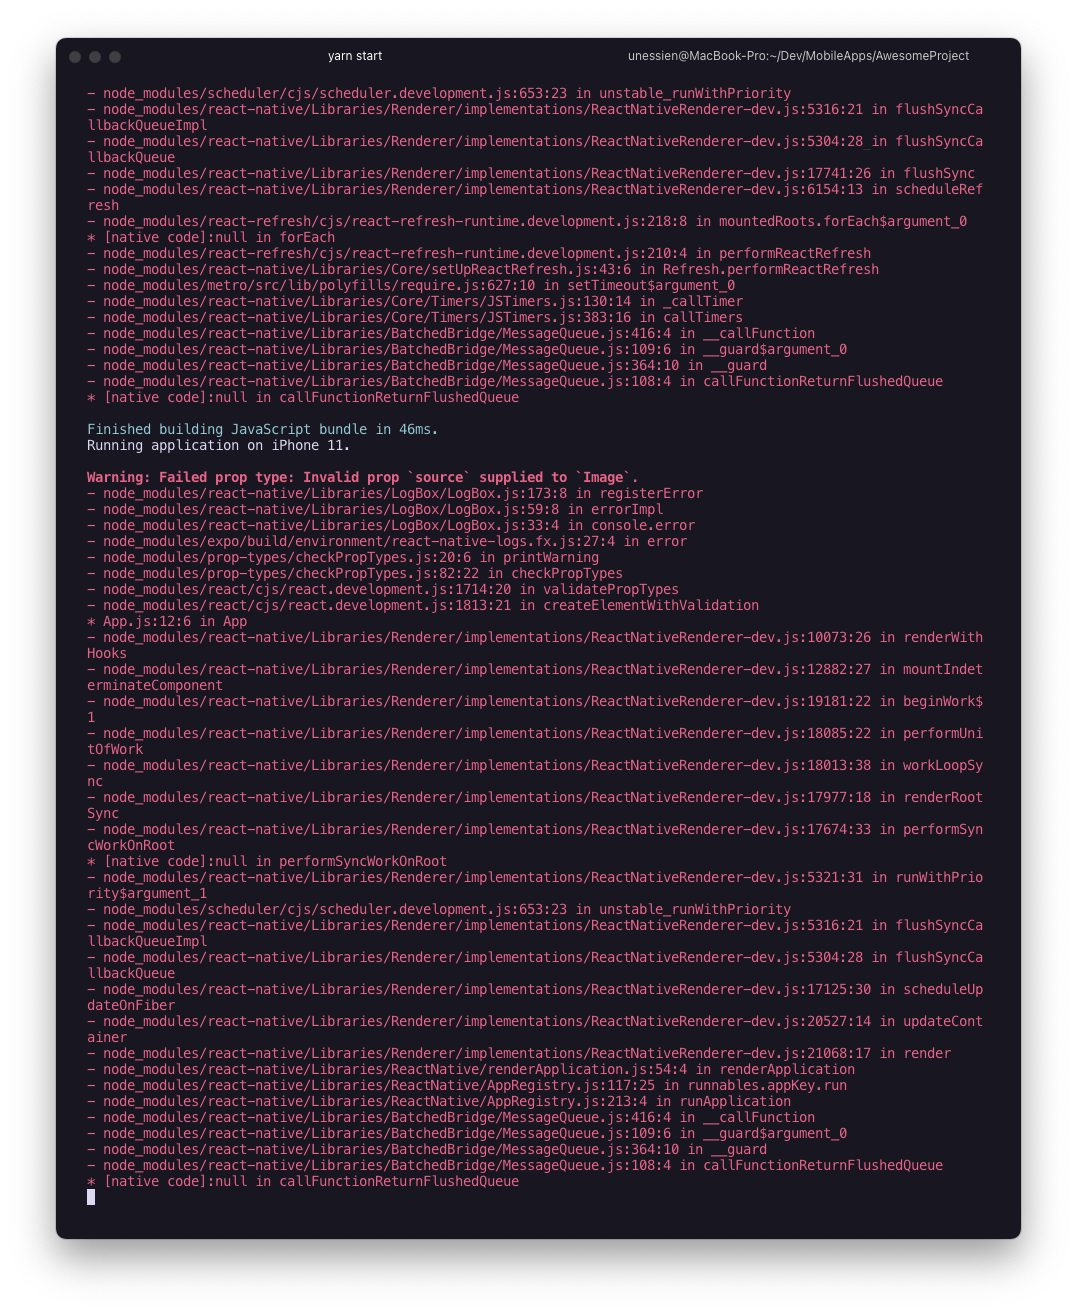 yarn start
unessien@MacBook-Pro:~/Dev/MobileApps/AwesomeProject
- node_modules/scheduler/cjs/scheduler.development.js:653:23 in unstable_runWithPriority
- node_modules/react-native/Libraries/Renderer/implementations/ReactNativeRenderer-dev.js:5316:21 in flushSyncCa
llbackQueueImpl
- node_modules/react-native/Libraries/Renderer/implementations/ReactNativeRenderer-dev.js:5304:28 in flushSyncCa
llbackQueue
- node_modules/react-native/Libraries/Renderer/implementations/ReactNativeRenderer-dev.js:17741:26 in flushSync
- node_modules/react-native/Libraries/Renderer/implementations/ReactNativeRenderer-dev.js:6154:13 in scheduleRef
resh
- node_modules/react-refresh/cjs/react-refresh-runtime.development.js:218:8 in mountedRoots.forEach$argument_0
* [native code]:null in forEach
- node_modules/react-refresh/cjs/react-refresh-runtime.development.js:210:4 in performReactRefresh
- node_modules/react-native/Libraries/Core/setUpReactRefresh.js:43:6 in Refresh.performReactRefresh
- node_modules/metro/src/lib/polyfills/require.js:627:10 in setTimeout$argument_0
- node_modules/react-native/Libraries/Core/Timers/JSTimers.js:130:14 in _callTimer
- node_modules/react-native/Libraries/Core/Timers/JSTimers.js:383:16 in callTimers
- node_modules/react-native/Libraries/BatchedBridge/MessageQueue.js:416:4 in __callFunction
- node_modules/react-native/Libraries/BatchedBridge/MessageQueue.js:109:6 in __guard$argument_0
- node_modules/react-native/Libraries/BatchedBridge/MessageQueue.js:364:10 in __guard
- node_modules/react-native/Libraries/BatchedBridge/MessageQueue.js:108:4 in callFunctionReturnFlushedQueue
* [native code]:null in callFunctionReturnFlushedQueue
Finished building JavaScript bundle in 46ms.
Running application on iPhone 11.
Warning: Failed prop type: Invalid prop `source` supplied to `Image`.
- node_modules/react-native/Libraries/LogBox/LogBox.js:173:8 in registerError
- node_modules/react-native/Libraries/LogBox/LogBox.js:59:8 in errorImpl
- node_modules/react-native/Libraries/LogBox/LogBox.js:33:4 in console.error
- node_modules/expo/build/environment/react-native-logs.fx.js:27:4 in error
- node_modules/prop-types/checkPropTypes.js:20:6 in printWarning
- node_modules/prop-types/checkPropTypes.js:82:22 in checkPropTypes
- node_modules/react/cjs/react.development.js:1714:20 in validatePropTypes
- node_modules/react/cjs/react.development.js:1813:21 in createElementWithValidation
* App.js:12:6 in App
- node_modules/react-native/Libraries/Renderer/implementations/ReactNativeRenderer-dev.js:10073:26 in renderWith
Hooks
- node_modules/react-native/Libraries/Renderer/implementations/ReactNativeRenderer-dev.js:12882:27 in mountIndet
erminateComponent
- node_modules/react-native/Libraries/Renderer/implementations/ReactNativeRenderer-dev.js:19181:22 in beginWork$
1
- node_modules/react-native/Libraries/Renderer/implementations/ReactNativeRenderer-dev.js:18085:22 in performUni
tOfWork
- node_modules/react-native/Libraries/Renderer/implementations/ReactNativeRenderer-dev.js:18013:38 in workLoopSy
nc
- node_modules/react-native/Libraries/Renderer/implementations/ReactNativeRenderer-dev.js:17977:18 in renderRoot
Sync
- node_modules/react-native/Libraries/Renderer/implementations/ReactNativeRenderer-dev.js:17674:33 in performSyn
cWorkOnRoot
* [native code]:null in performSyncWorkOnRoot
- node_modules/react-native/Libraries/Renderer/implementations/ReactNativeRenderer-dev.js:5321:31 in runWithPrio
rity$argument_1
- node_modules/scheduler/cjs/scheduler.development.js:653:23 in unstable_runWithPriority
- node_modules/react-native/Libraries/Renderer/implementations/ReactNativeRenderer-dev.js:5316:21 in flushSyncCa
llbackQueueImpl
- node_modules/react-native/Libraries/Renderer/implementations/ReactNativeRenderer-dev.js:5304:28 in flushSyncCa
llbackQueue
- node_modules/react-native/Libraries/Renderer/implementations/ReactNativeRenderer-dev.js:17125:30 in scheduleUp
dateOnFiber
- node_modules/react-native/Libraries/Renderer/implementations/ReactNativeRenderer-dev.js:20527:14 in updateCont
ainer
- node_modules/react-native/Libraries/Renderer/implementations/ReactNativeRenderer-dev.js:21068:17 in render
- node_modules/react-native/Libraries/ReactNative/renderApplication.js:54:4 in renderApplication
- node_modules/react-native/Libraries/ReactNative/AppRegistry.js:117:25 in runnables.appKey.run
- node_modules/react-native/Libraries/ReactNative/AppRegistry.js:213:4 in runApplication
- node_modules/react-native/Libraries/BatchedBridge/MessageQueue.js:416:4 in __callFunction
- node_modules/react-native/Libraries/BatchedBridge/MessageQueue.js:109:6 in __guard$argument_0
- node_modules/react-native/Libraries/BatchedBridge/MessageQueue.js:364:10 in __guard
- node_modules/react-native/Libraries/BatchedBridge/MessageQueue.js:108:4 in callFunctionReturnFlushedQueue
* [native code]:null in callFunctionReturnFlushedQueue